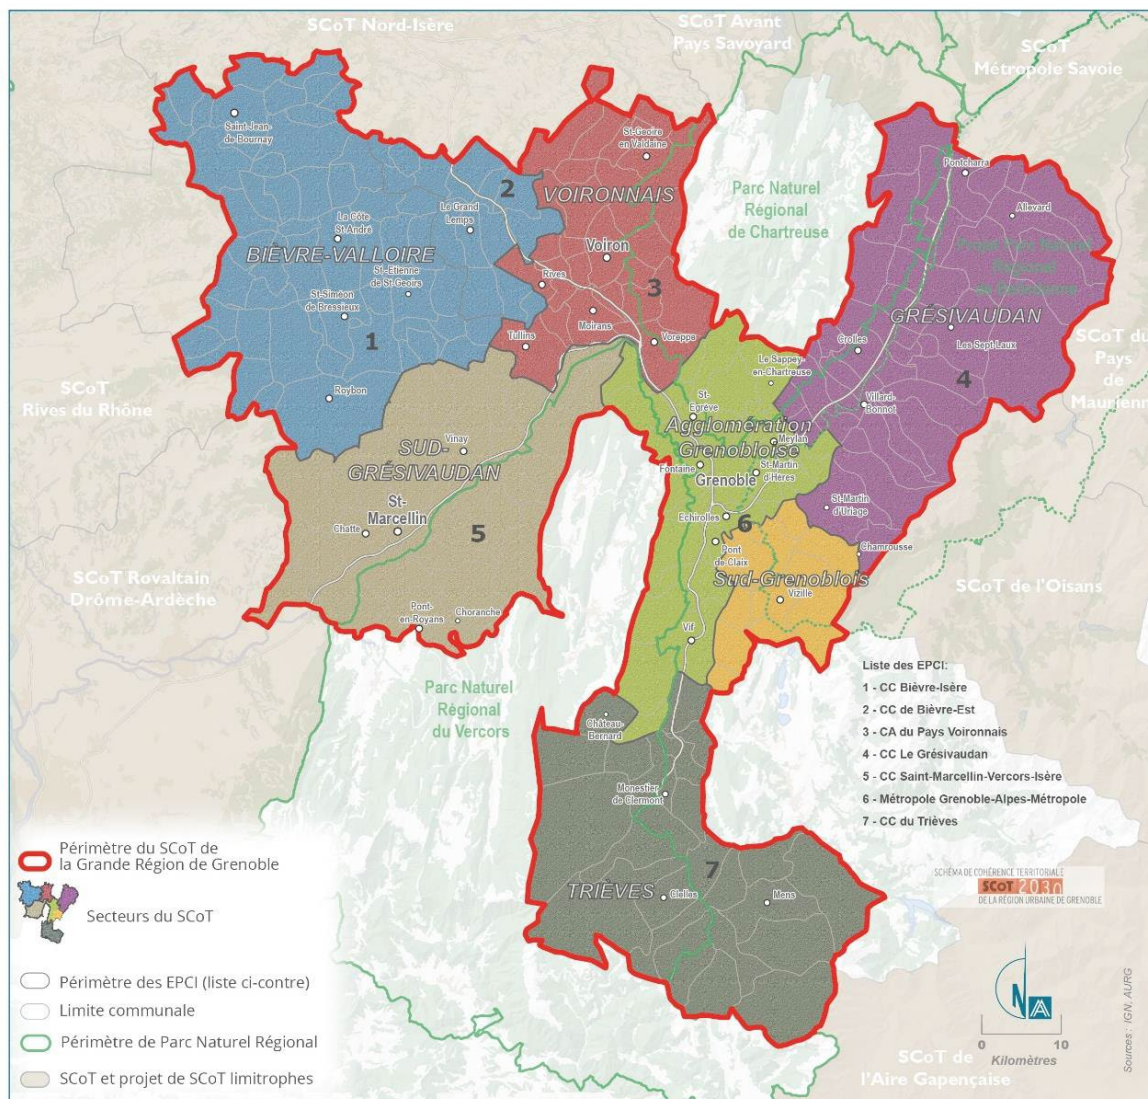 SCoT Nord-Isère
SCoT Avant
Pays Savoyard
SCoT
Métropole Savoie
Saint-Jean
de Bournay
2
St-Geoire
en Valdaine
VOIRONNAIS
Parc Naturel
Régional
de Chartreuse
Pontcharra
Allevard
La Côte
St-André
Le Grand
Lemps
BIÈVRE-VALLOIRE
Voiron
Projet Parc Naturel
Régional
de Belledonne
St-Etienne
de St-Geoirs
Rives
3
St-Siméon
de Bressieux
Moirans
GRÉSIVAUDAN
1
Tullins
Voreppe
Crolles
Les Sept-Laux
SCoT du
Pays
de
Maurienne
Le Sappey-
en-Chartreuse
4
SCoT
Rives du Rhône
Roybon
St-
Egrève
Villard-
Bonnot
Agglomération
Grenobloise
SUD-
GRÉSIVAUDAN
Vinay
Meylan
Fontaine
Grenoble
St-Martin
d'Hères
St-
Marcellin
Chatte
5
Echirolles
6
St-Martin
d'Uriage
Pont
de-Claix
Chamrousse
SCoT Rovaltain
Drôme-Ardèche
Sud-Grenoblois
SCoT de l'Oisans
Vizille
Pont-
en-Royans
Choranche
Vif
Parc Naturel
Régional
du Vercors
Château-
Bernard
Liste des EPCI:
1 - CC Bièvre-Isère
2 - CC de Bièvre-Est
3 - CA du Pays Voironnais
4 - CC Le Grésivaudan
5 - CC Saint-Marcellin-Vercors-Isère
6 - Métropole Grenoble-Alpes-Métropole
7 - CC du Trièves
Monestier
de Clermont
7
TRIÈVES
Clelles
Mens
Périmètre du SCoT de
la Grande Région de Grenoble
Secteurs du SCoT
Périmètre des EPCI (liste ci-contre)
Limite communale
Périmètre de Parc Naturel Régional
SCoT et projet de SCoT limitrophes
SCHÉMA DE COHÉRENCE TERRITORIALE
SCoT 2030
DE LA RÉGION URBAINE DE GRENOBLE
N
0 10
Kilomètres
SCoT de
l'Aire Gapençaise
Sources : IGN, AURG